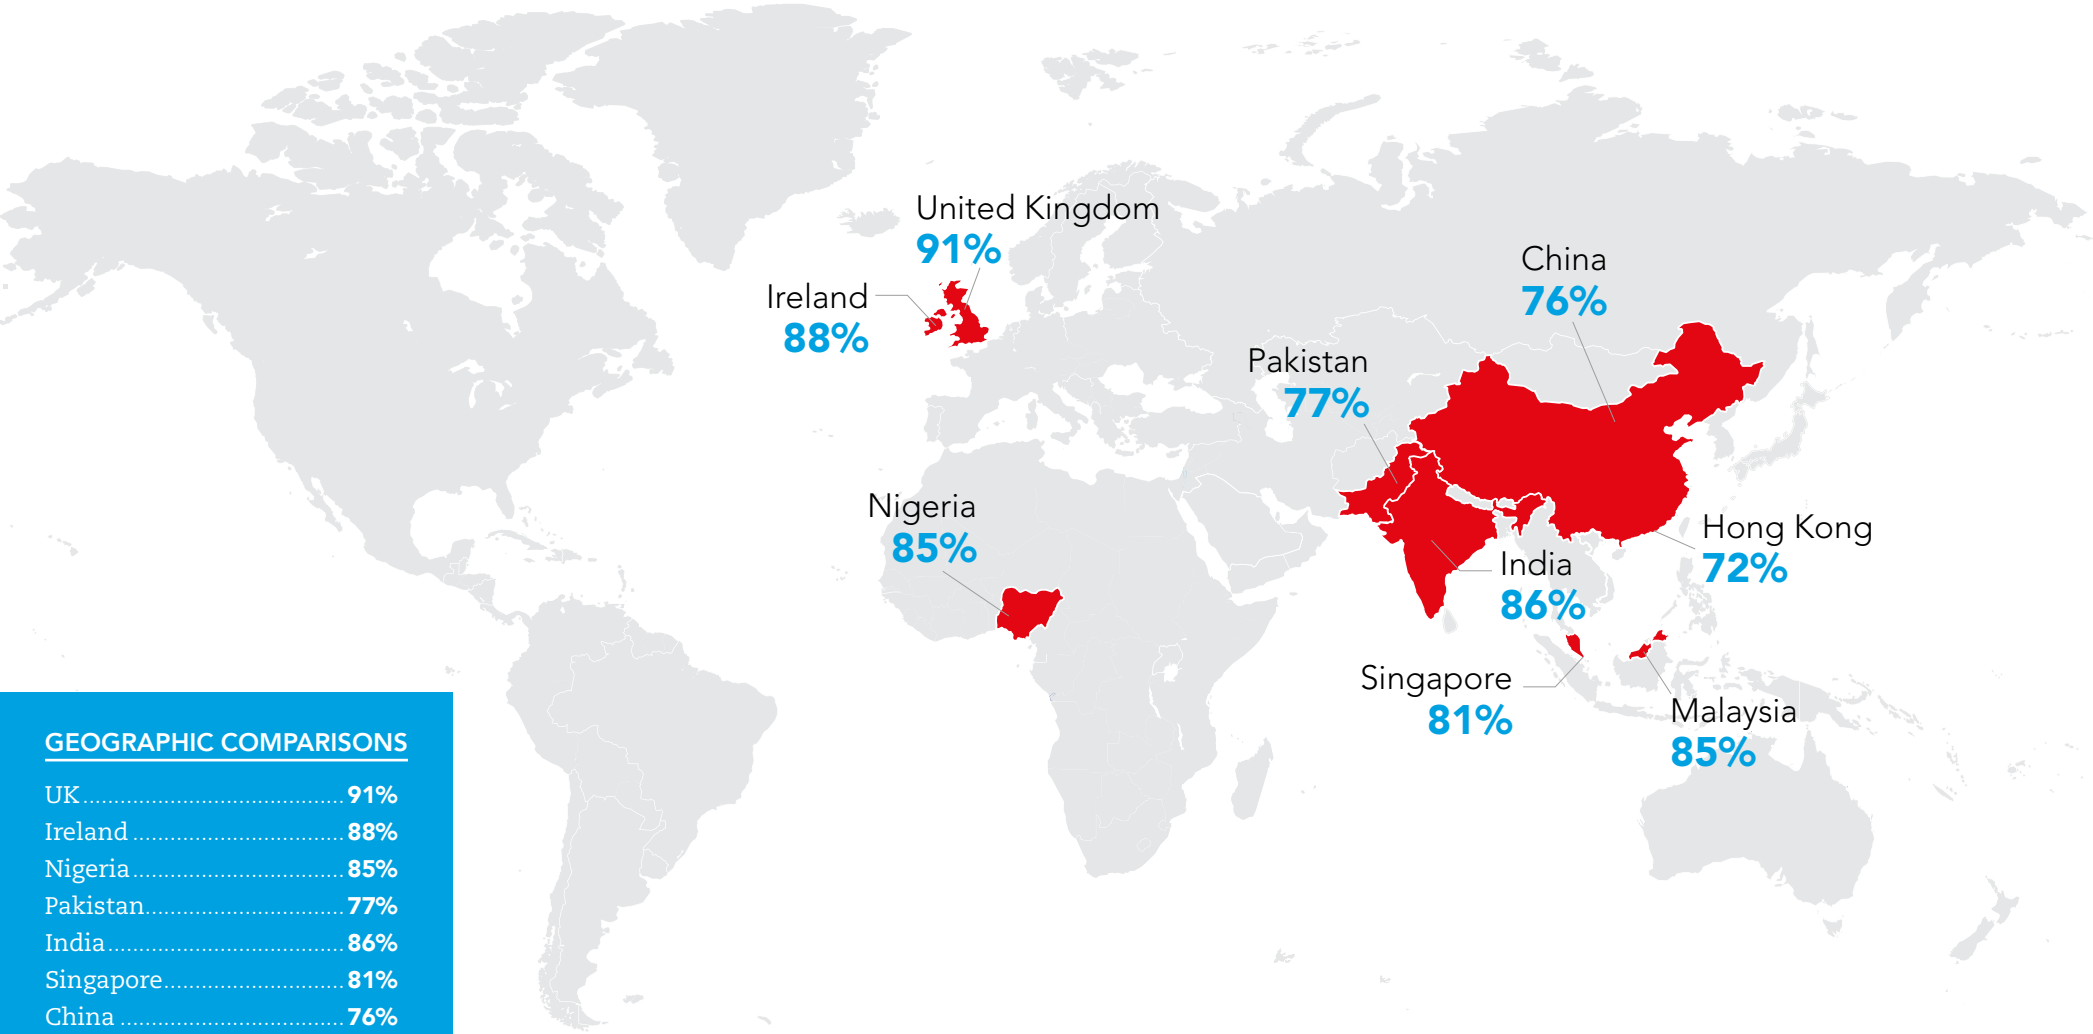 United Kingdom
91%
Ireland
88%
China
76%
Pakistan
77%
Nigeria
85%
Hong Kong
72%
India
86%
Singapore
81%
Malaysia
85%
GEOGRAPHIC COMPARISONS
UK ........................................... 91%
Ireland ................................... 88%
Nigeria ................................... 85%
Pakistan ................................. 77%
India ....................................... 86%
Singapore .............................. 81%
China ..................................... 76%